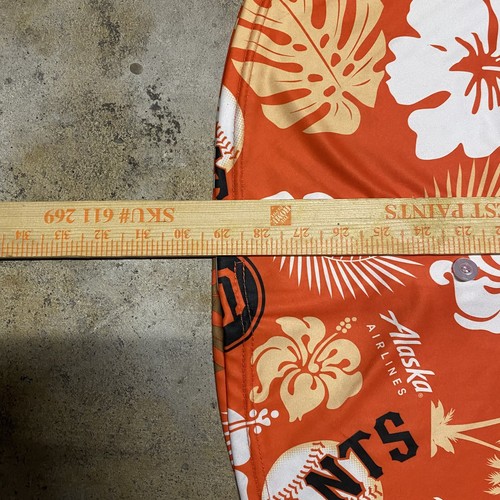 SKU# 611 269
ST PAINTS
34 33 32 31 30 29 28 27 26 25 24 23
Alaska
AIRLINES
NTS